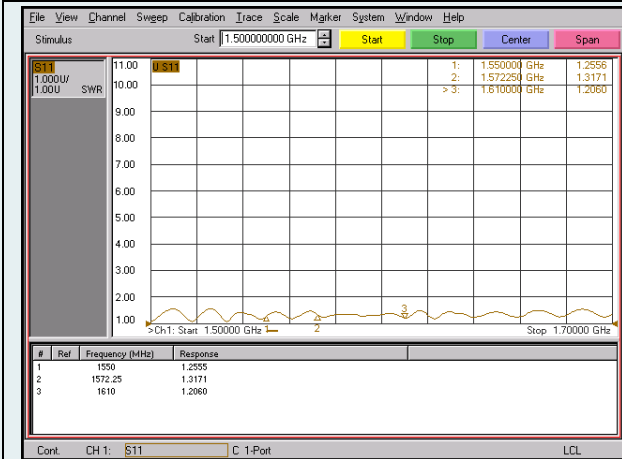 File View Channel Sweep Calibration Trace Scale Marker System Window Help
Stimulus Start 1.500000000 GHz Start Stop Center Span
S11
1.000U/
1.00U SWR
U S11
1: 1.550000 GHz 1.2556
2: 1.572250 GHz 1.3171
> 3: 1.610000 GHz 1.2060
11.00
10.00
9.00
8.00
7.00
6.00
5.00
4.00
3.00
2.00
1.00
1 2 3
>Ch1: Start 1.50000 GHz Stop 1.70000 GHz
# Ref Frequency (MHz) Response
1 1550 1.2555
2 1572.25 1.3171
3 1610 1.2060
Cont. CH 1: S11 C 1-Port LCL